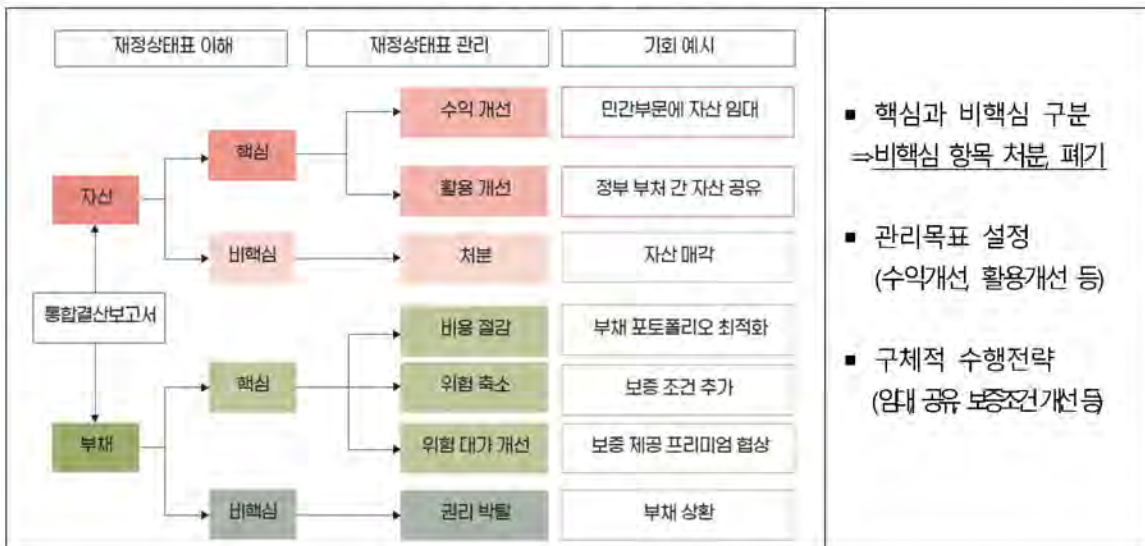 재정상태표 이해
재정상태표 관리
기회 예시
수익 개선
민간부문에 자산 임대
핵심
활용 개선
정부 부처 간 자산 공유
자산
비핵심
처분
자산 매각
통합결산보고서
비용 절감
부채 포토폴리오 최적화
핵심
위험 축소
보증 조건 추가
부채
위험 대가 개선
보증 제공 프리미엄 협상
비핵심
권리 박탈
부채 상환
▪ 핵심과 비핵심 구분
⇒비핵심 항목 처분, 폐기
▪ 관리목표 설정
(수익개선, 활용개선 등)
▪ 구체적 수행전략
(임대, 공유, 보증조건 개선 등)